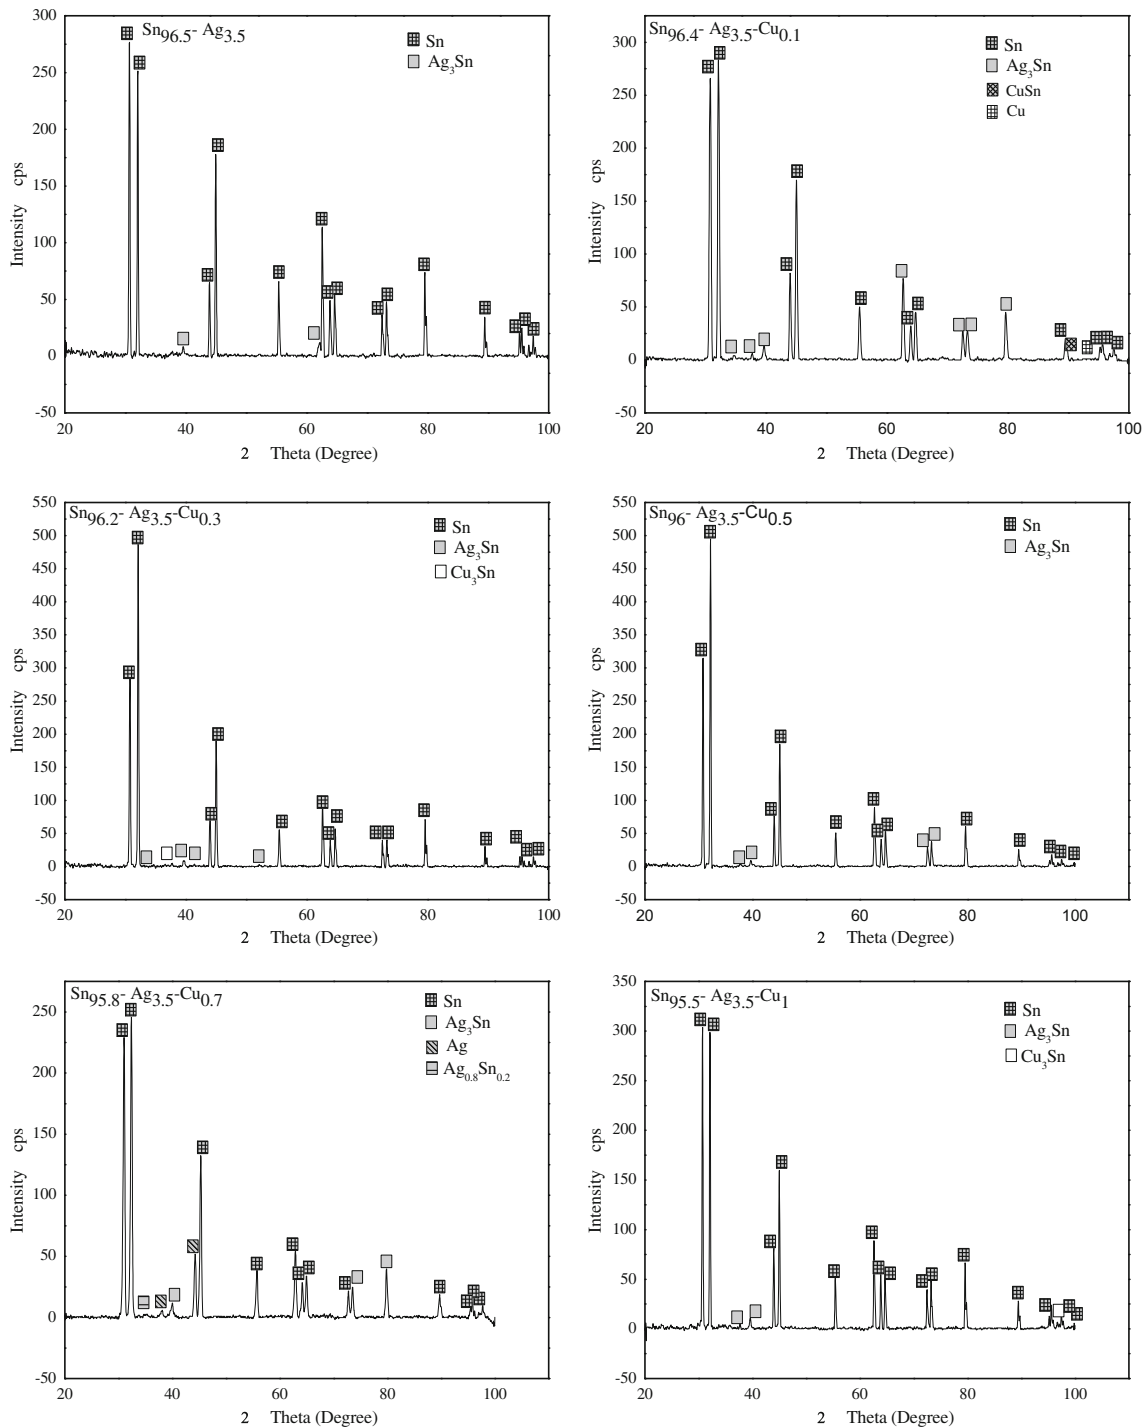 Sn96.5- Ag3.5
Sn
Ag3Sn
300
250
200
150
100
50
0
-50
Intensity cps
20 40 60 80 100
2 Theta (Degree)
Sn96.4- Ag3.5-Cu0.1
Sn
Ag3Sn
CuSn
Cu
300
250
200
150
100
50
0
-50
Intensity cps
20 40 60 80 100
2 Theta (Degree)
Sn96.2- Ag3.5-Cu0.3
Sn
Ag3Sn
Cu3Sn
550
500
450
400
350
300
250
200
150
100
50
0
-50
Intensity cps
20 40 60 80 100
2 Theta (Degree)
Sn96- Ag3.5-Cu0.5
Sn
Ag3Sn
550
500
450
400
350
300
250
200
150
100
50
0
-50
Intensity cps
20 40 60 80 100
2 Theta (Degree)
Sn95.8- Ag3.5-Cu0.7
Sn
Ag3Sn
Ag
Ag0.8Sn0.2
250
200
150
100
50
0
-50
Intensity cps
20 40 60 80 100
2 Theta (Degree)
Sn95.5- Ag3.5-Cu1
Sn
Ag3Sn
Cu3Sn
350
300
250
200
150
100
50
0
-50
Intensity cps
20 40 60 80 100
2 Theta (Degree)